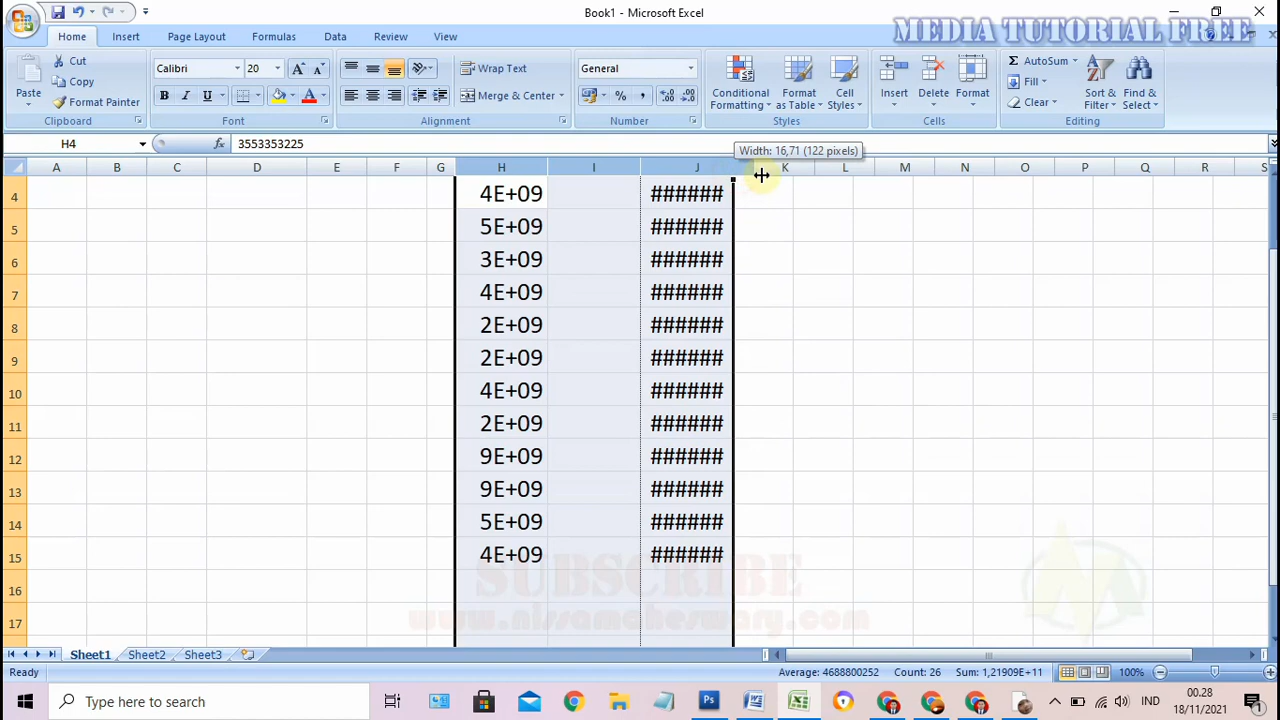 Book1 - Microsoft Excel
MEDIA TUTORIAL FREE
Home Insert Page Layout Formulas Data Review View
Paste Cut Copy Format Painter Clipboard
Calibri 20 A A B I U A Font
Wrap Text Merge & Center Alignment
General % , Number
Conditional Formatting Format as Table Cell Styles Styles
Insert Delete Format Cells
Σ AutoSum Fill Clear Sort & Filter Find & Select Editing
H4 fx 3553353225
Width: 16,71 (122 pixels)
A B C D E F G H I J K L M N O P Q R S
4 4E+09 ######
5 5E+09 ######
6 3E+09 ######
7 4E+09 ######
8 2E+09 ######
9 2E+09 ######
10 4E+09 ######
11 2E+09 ######
12 9E+09 ######
13 9E+09 ######
14 5E+09 ######
15 4E+09 ######
SUBSCRIBE
16
17
Sheet1 Sheet2 Sheet3
Ready Average: 4688800252 Count: 26 Sum: 1,21909E+11 100%
Type here to search IND 00.28
18/11/2021